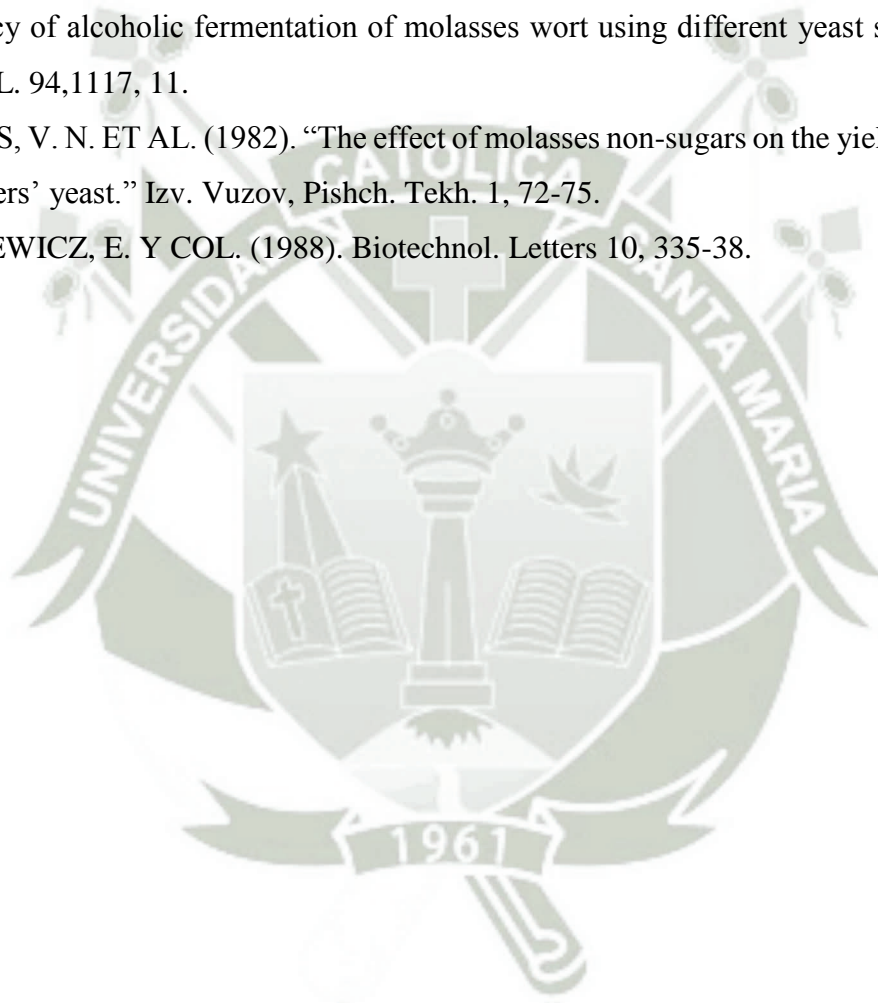 cy of alcoholic fermentation of molasses wort using different yeast s
L. 94,1117, 11.
S, V. N. ET AL. (1982). “The effect of molasses non-sugars on the yiel
ers’ yeast.” Izv. Vuzov, Pishch. Tekh. 1, 72-75.
EWICZ, E. Y COL. (1988). Biotechnol. Letters 10, 335-38.
UNIVERSIDAD CATOLICA SANTA MARIA
1961